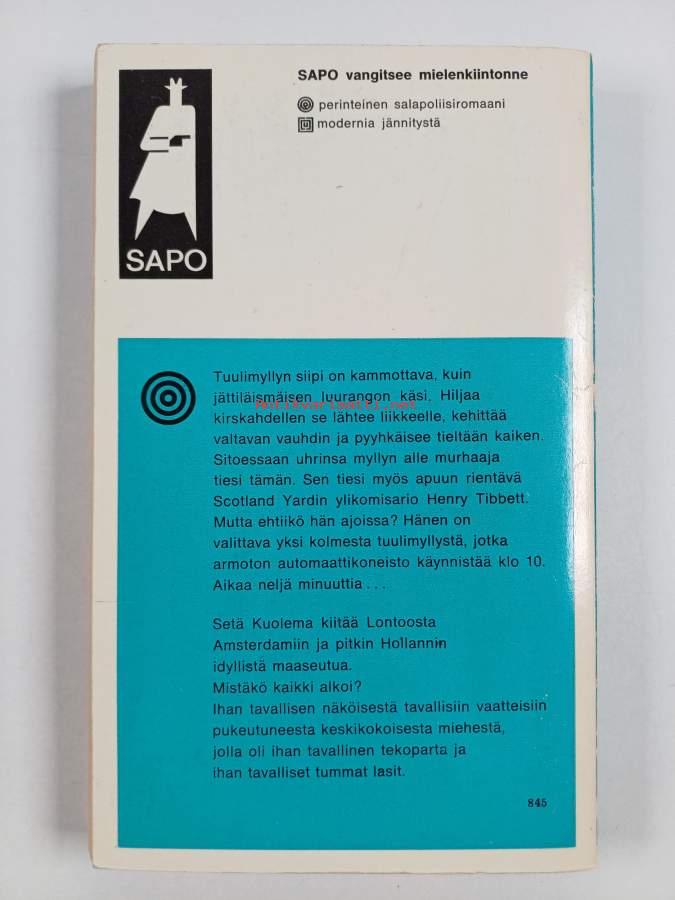 SAPO vangitsee mielenkiintonne
perinteinen salapoliisiromaani
modernia jännitystä
SAPO
Tuulimyllyn siipi on kammottava, kuin
jättiläismäisen luurangon käsi. Hiljaa
Antikvariaatti.net
kirskahdellen se lähtee liikkeelle, kehittää
valtavan vauhdin ja pyyhkäisee tieltään kaiken.
Sitoessaan uhrinsa myllyn alle murhaaja
tiesi tämän. Sen tiesi myös apuun rientävä
Scotland Yardin ylikomisario Henry Tibbett.
Mutta ehtiikö hän ajoissa? Hänen on
valittava yksi kolmesta tuulimyllystä, jotka
armoton automaattikoneisto käynnistää klo 10.
Aikaa neljä minuuttia...
Setä Kuolema kiitää Lontoosta
Amsterdamiin ja pitkin Hollannin
idyllistä maaseutua.
Mistäkö kaikki alkoi?
Ihan tavallisen näköisestä tavallisiin vaatteisiin
pukeutuneesta keskikokoisesta miehestä,
jolla oli ihan tavallinen tekoparta ja
ihan tavalliset tummat lasit.
845